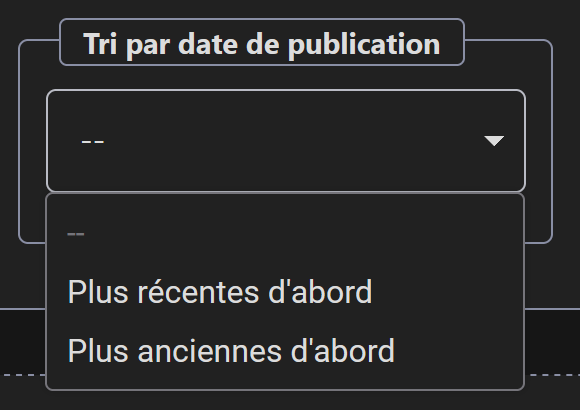 Tri par date de publication
--
--
Plus récentes d'abord
Plus anciennes d'abord